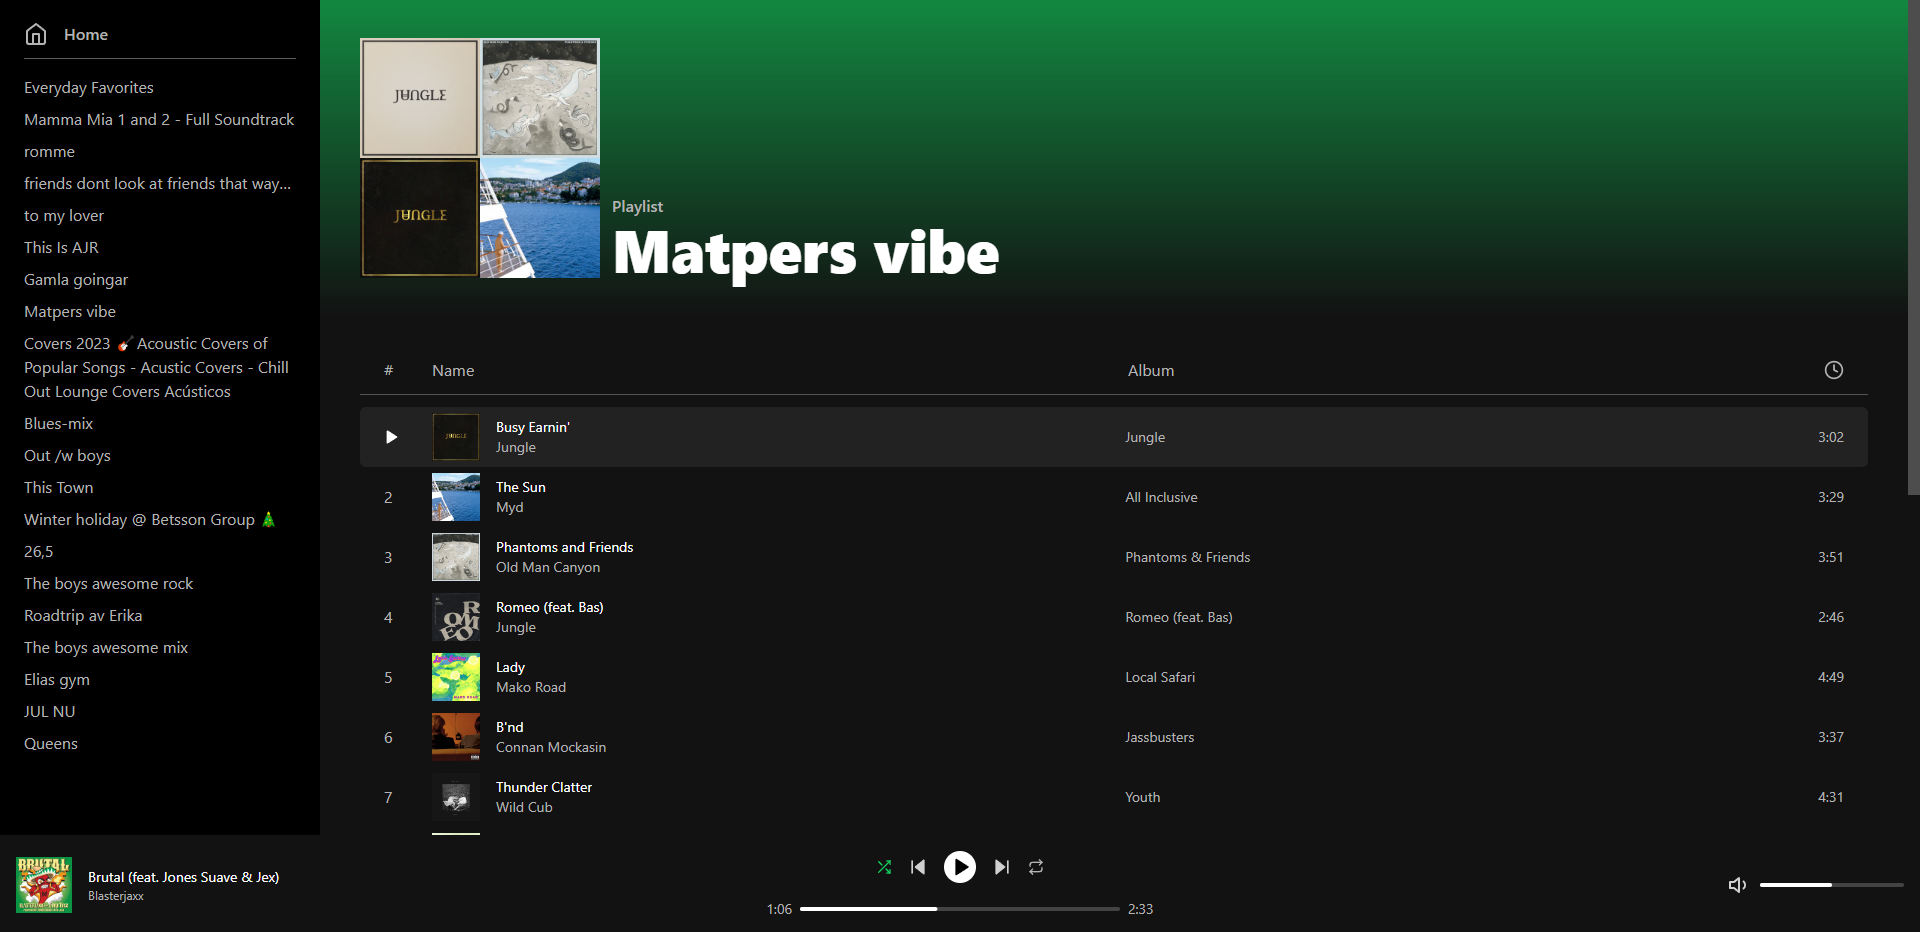 Home
Everyday Favorites
Mamma Mia 1 and 2 - Full Soundtrack
romme
friends dont look at friends that way...
to my lover
This Is AJR
Gamla goingar
Matpers vibe
Covers 2023 🎸 Acoustic Covers of
Popular Songs - Acustic Covers - Chill
Out Lounge Covers Acústicos
Blues-mix
Out /w boys
This Town
Winter holiday @ Betsson Group 🎄
26,5
The boys awesome rock
Roadtrip av Erika
The boys awesome mix
Elias gym
JUL NU
Queens
JUNGLE
JUNGLE
Playlist
Matpers vibe
# Name Album
JUNGLE
Busy Earnin'
Jungle
Jungle
3:02
2
The Sun
Myd
All Inclusive
3:29
3
Phantoms and Friends
Old Man Canyon
Phantoms & Friends
3:51
4
ROMEO
Romeo (feat. Bas)
Jungle
Romeo (feat. Bas)
2:46
5
Lady
Mako Road
Local Safari
4:49
6
B'nd
Connan Mockasin
Jassbusters
3:37
7
Thunder Clatter
Wild Cub
Youth
4:31
BRUTAL
Brutal (feat. Jones Suave & Jex)
Blasterjaxx
1:06
2:33